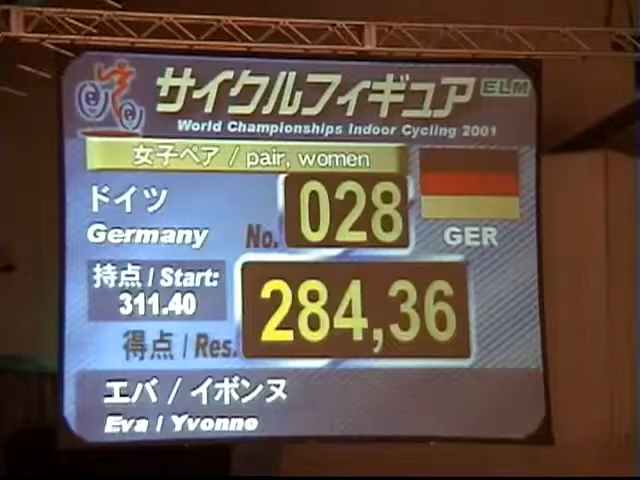 サイクルフィギュア ELM
World Championships Indoor Cycling 2001
女子ペア / pair, women
ドイツ
Germany
No. 028
GER
持点 / Start:
311.40
得点 / Res. 284,36
エバ / イボンヌ
Eva / Yvonne